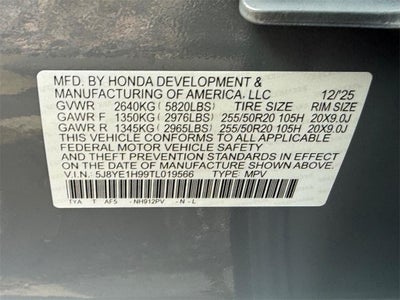 MFD. BY HONDA DEVELOPMENT &
MANUFACTURING OF AMERICA, LLC 12/'25
GVWR 2640KG (5820LBS) TIRE SIZE RIM SIZE
GAWR F 1350KG (2976LBS) 255/50R20 105H 20X9.0J
GAWR R 1345KG (2965LBS) 255/50R20 105H 20X9.0J
THIS VEHICLE CONFORMS TO ALL APPLICABLE
FEDERAL MOTOR VEHICLE SAFETY STANDARDS IN
EFFECT ON THE DATE OF MANUFACTURE SHOWN ABOVE.
V.I.N.: 5J8YE1H99TL019566 TYPE: MPV
TYA T AF5 - NH912PV - N - L